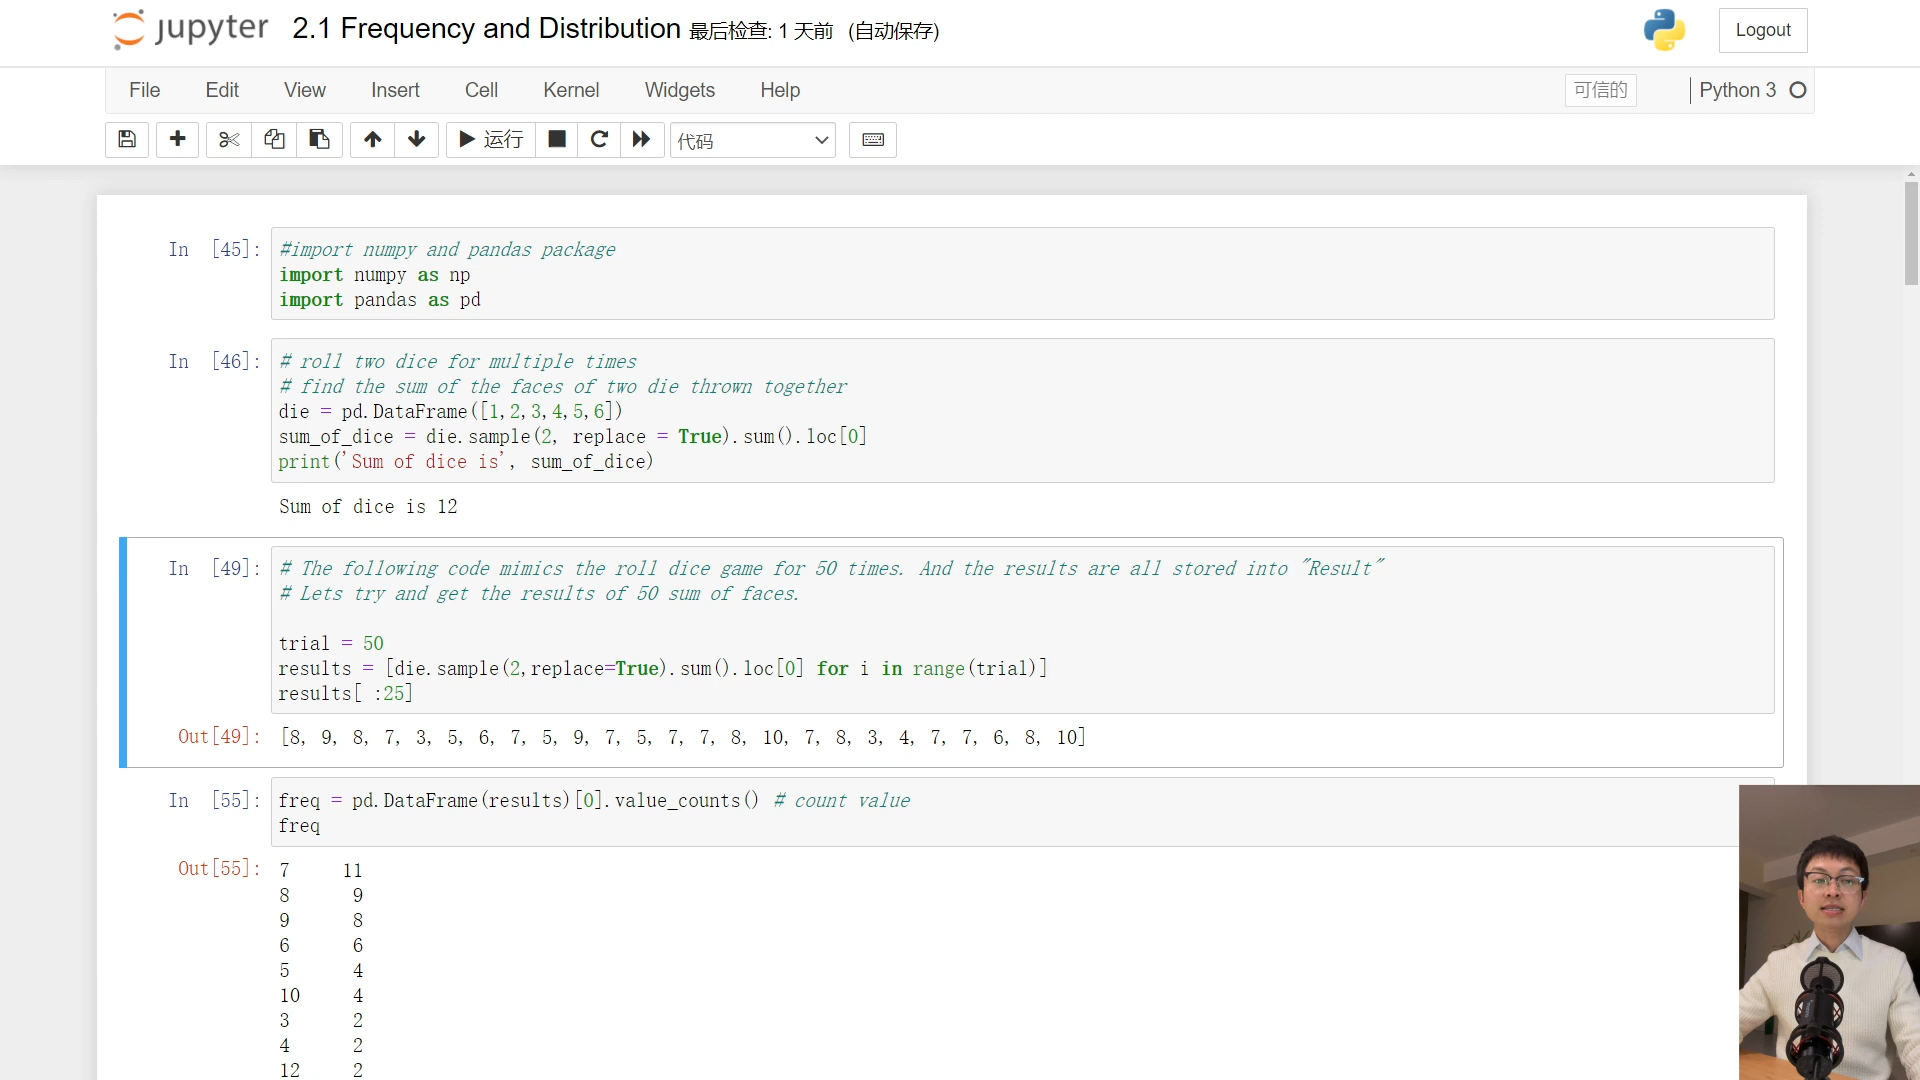 jupyter 2.1 Frequency and Distribution 最后检查: 1 天前 (自动保存)
Logout
File Edit View Insert Cell Kernel Widgets Help
可信的
Python 3
运行
代码
In [45]:
#import numpy and pandas package
import numpy as np
import pandas as pd
In [46]:
# roll two dice for multiple times
# find the sum of the faces of two die thrown together
die = pd.DataFrame([1,2,3,4,5,6])
sum_of_dice = die.sample(2, replace = True).sum().loc[0]
print('Sum of dice is', sum_of_dice)
Sum of dice is 12
In [49]:
# The following code mimics the roll dice game for 50 times. And the results are all stored into "Result"
# Lets try and get the results of 50 sum of faces.
trial = 50
results = [die.sample(2,replace=True).sum().loc[0] for i in range(trial)]
results[ :25]
Out[49]: [8, 9, 8, 7, 3, 5, 6, 7, 5, 9, 7, 5, 7, 7, 8, 10, 7, 8, 3, 4, 7, 7, 6, 8, 10]
In [55]:
freq = pd.DataFrame(results)[0].value_counts() # count value
freq
Out[55]:
7 11
8 9
9 8
6 6
5 4
10 4
3 2
4 2
12 2